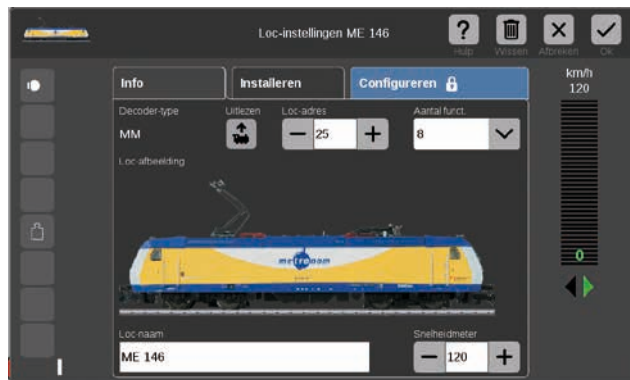 Loc-instellingen ME 146
Hulp Wissen Afbreken Ok
Info Installeren Configureren
km/h
120
Decoder-type Uitlezen Loc-adres Aantal funct.
MM 25 8
Loc-afbeelding
metronom
0
Loc-naam Snelheidmeter
ME 146 120